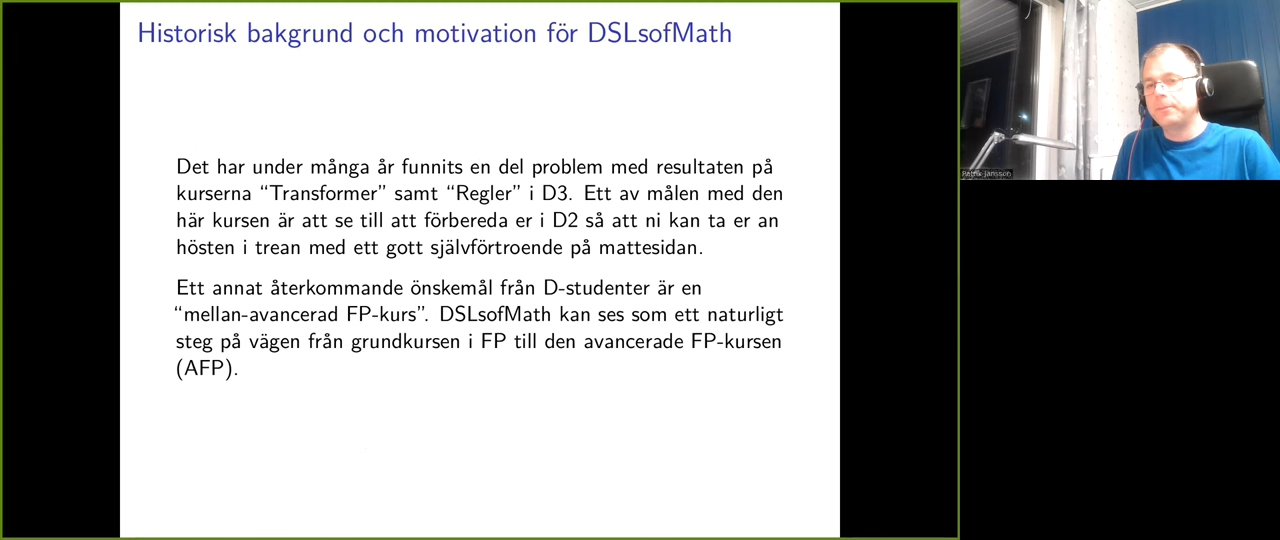 Historisk bakgrund och motivation för DSLsofMath
Det har under många år funnits en del problem med resultaten på
kurserna “Transformer” samt “Regler” i D3. Ett av målen med den
här kursen är att se till att förbereda er i D2 så att ni kan ta er an
hösten i trean med ett gott självförtroende på mattesidan.
Ett annat återkommande önskemål från D-studenter är en
“mellan-avancerad FP-kurs”. DSLsofMath kan ses som ett naturligt
steg på vägen från grundkursen i FP till den avancerade FP-kursen
(AFP).
Patrik Jansson